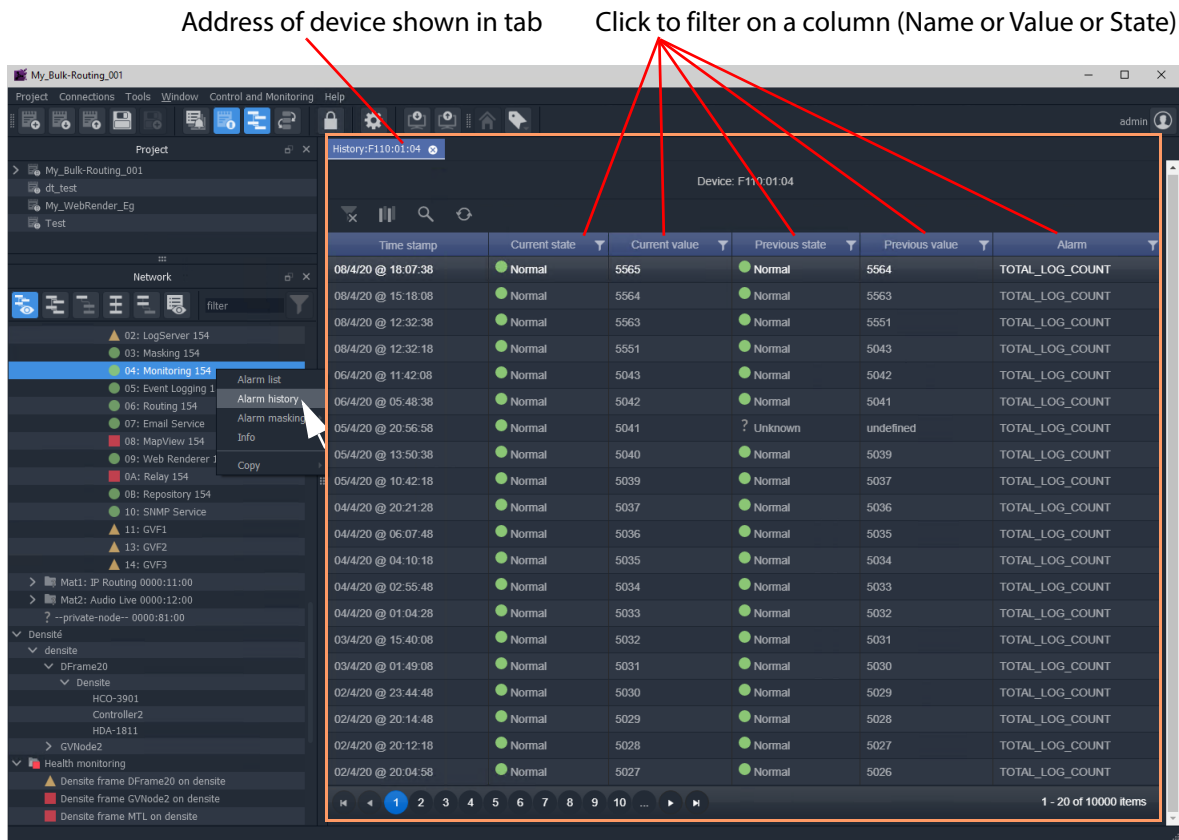 Address of device shown in tab
Click to filter on a column (Name or Value or State)
My_Bulk-Routing_001
Project Connections Tools Window Control and Monitoring Help
admin
Project
My_Bulk-Routing_001
dt_test
My_WebRender_Eg
Test
Network
filter
02: LogServer 154
03: Masking 154
04: Monitoring 154
05: Event Logging 1
06: Routing 154
07: Email Service
08: MapView 154
09: Web Renderer 1
0A: Relay 154
0B: Repository 154
10: SNMP Service
11: GVF1
13: GVF2
14: GVF3
Mat1: IP Routing 0000:11:00
Mat2: Audio Live 0000:12:00
? --private-node-- 0000:81:00
Densité
densite
DFrame20
Densite
HCO-3901
Controller2
HDA-1811
GVNode2
Health monitoring
Densite frame DFrame20 on densite
Densite frame GVNode2 on densite
Densite frame MTL on densite
Alarm list
Alarm history
Alarm masking
Info
Copy
History:F110:01:04
Device: F110:01:04
Time stamp Current state Current value Previous state Previous value Alarm
08/4/20 @ 18:07:38 Normal 5565 Normal 5564 TOTAL_LOG_COUNT
08/4/20 @ 15:18:08 Normal 5564 Normal 5563 TOTAL_LOG_COUNT
08/4/20 @ 12:32:38 Normal 5563 Normal 5551 TOTAL_LOG_COUNT
08/4/20 @ 12:32:18 Normal 5551 Normal 5043 TOTAL_LOG_COUNT
06/4/20 @ 11:42:08 Normal 5043 Normal 5042 TOTAL_LOG_COUNT
06/4/20 @ 05:48:38 Normal 5042 Normal 5041 TOTAL_LOG_COUNT
05/4/20 @ 20:56:58 Normal 5041 ? Unknown undefined TOTAL_LOG_COUNT
05/4/20 @ 13:50:38 Normal 5040 Normal 5039 TOTAL_LOG_COUNT
05/4/20 @ 10:42:18 Normal 5039 Normal 5037 TOTAL_LOG_COUNT
04/4/20 @ 20:21:28 Normal 5037 Normal 5036 TOTAL_LOG_COUNT
04/4/20 @ 06:07:48 Normal 5036 Normal 5035 TOTAL_LOG_COUNT
04/4/20 @ 04:10:18 Normal 5035 Normal 5034 TOTAL_LOG_COUNT
04/4/20 @ 02:55:48 Normal 5034 Normal 5033 TOTAL_LOG_COUNT
04/4/20 @ 01:04:28 Normal 5033 Normal 5032 TOTAL_LOG_COUNT
03/4/20 @ 15:40:08 Normal 5032 Normal 5031 TOTAL_LOG_COUNT
03/4/20 @ 01:49:08 Normal 5031 Normal 5030 TOTAL_LOG_COUNT
02/4/20 @ 23:44:48 Normal 5030 Normal 5029 TOTAL_LOG_COUNT
02/4/20 @ 20:14:48 Normal 5029 Normal 5028 TOTAL_LOG_COUNT
02/4/20 @ 20:12:18 Normal 5028 Normal 5027 TOTAL_LOG_COUNT
02/4/20 @ 20:04:58 Normal 5027 Normal 5026 TOTAL_LOG_COUNT
1 2 3 4 5 6 7 8 9 10 ... 1 - 20 of 10000 items